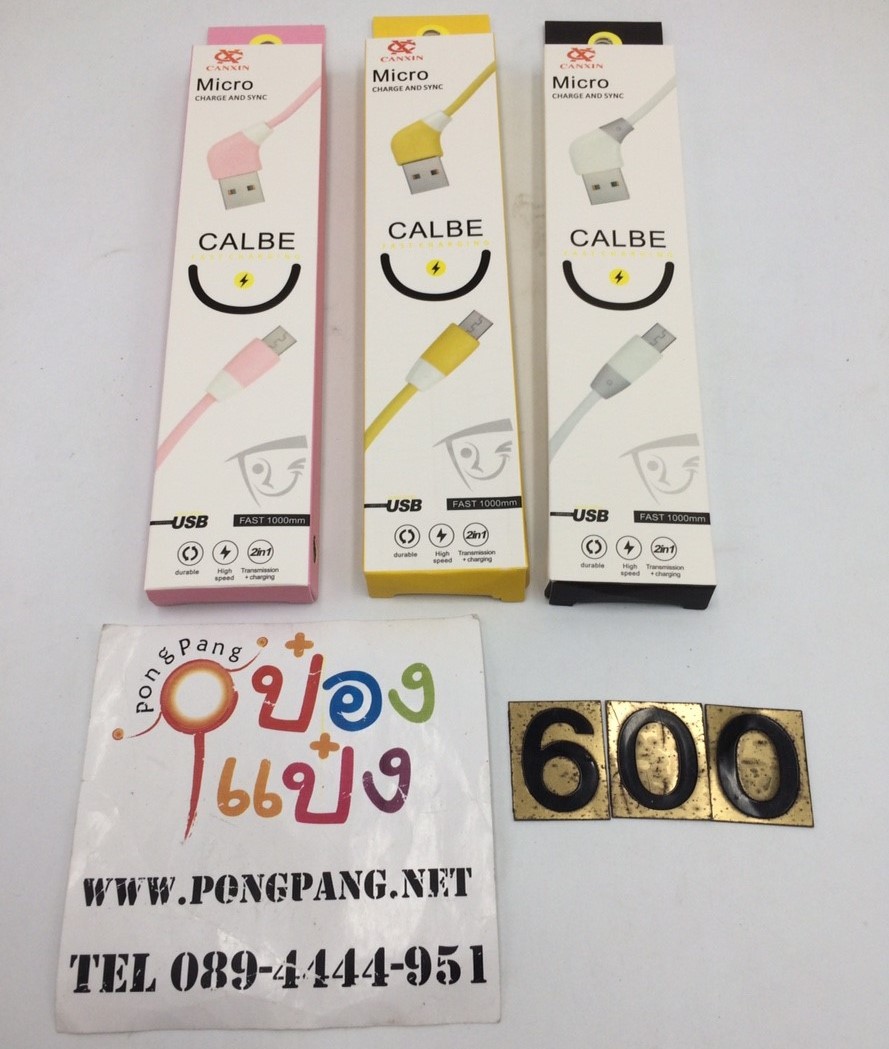 CANXIN
Micro
CHARGE AND SYNC
CALBE
FAST CHARGING
USB
FAST 1000mm
durable
High speed
2in1
Transmission + charging
CANXIN
Micro
CHARGE AND SYNC
CALBE
FAST CHARGING
USB
FAST 1000mm
durable
High speed
2in1
Transmission + charging
CANXIN
Micro
CHARGE AND SYNC
CALBE
FAST CHARGING
USB
FAST 1000mm
durable
High speed
2in1
Transmission + charging
PongPang
ป๋อง
แป๋ง
WWW.PONGPANG.NET
TEL 089-4444-951
600